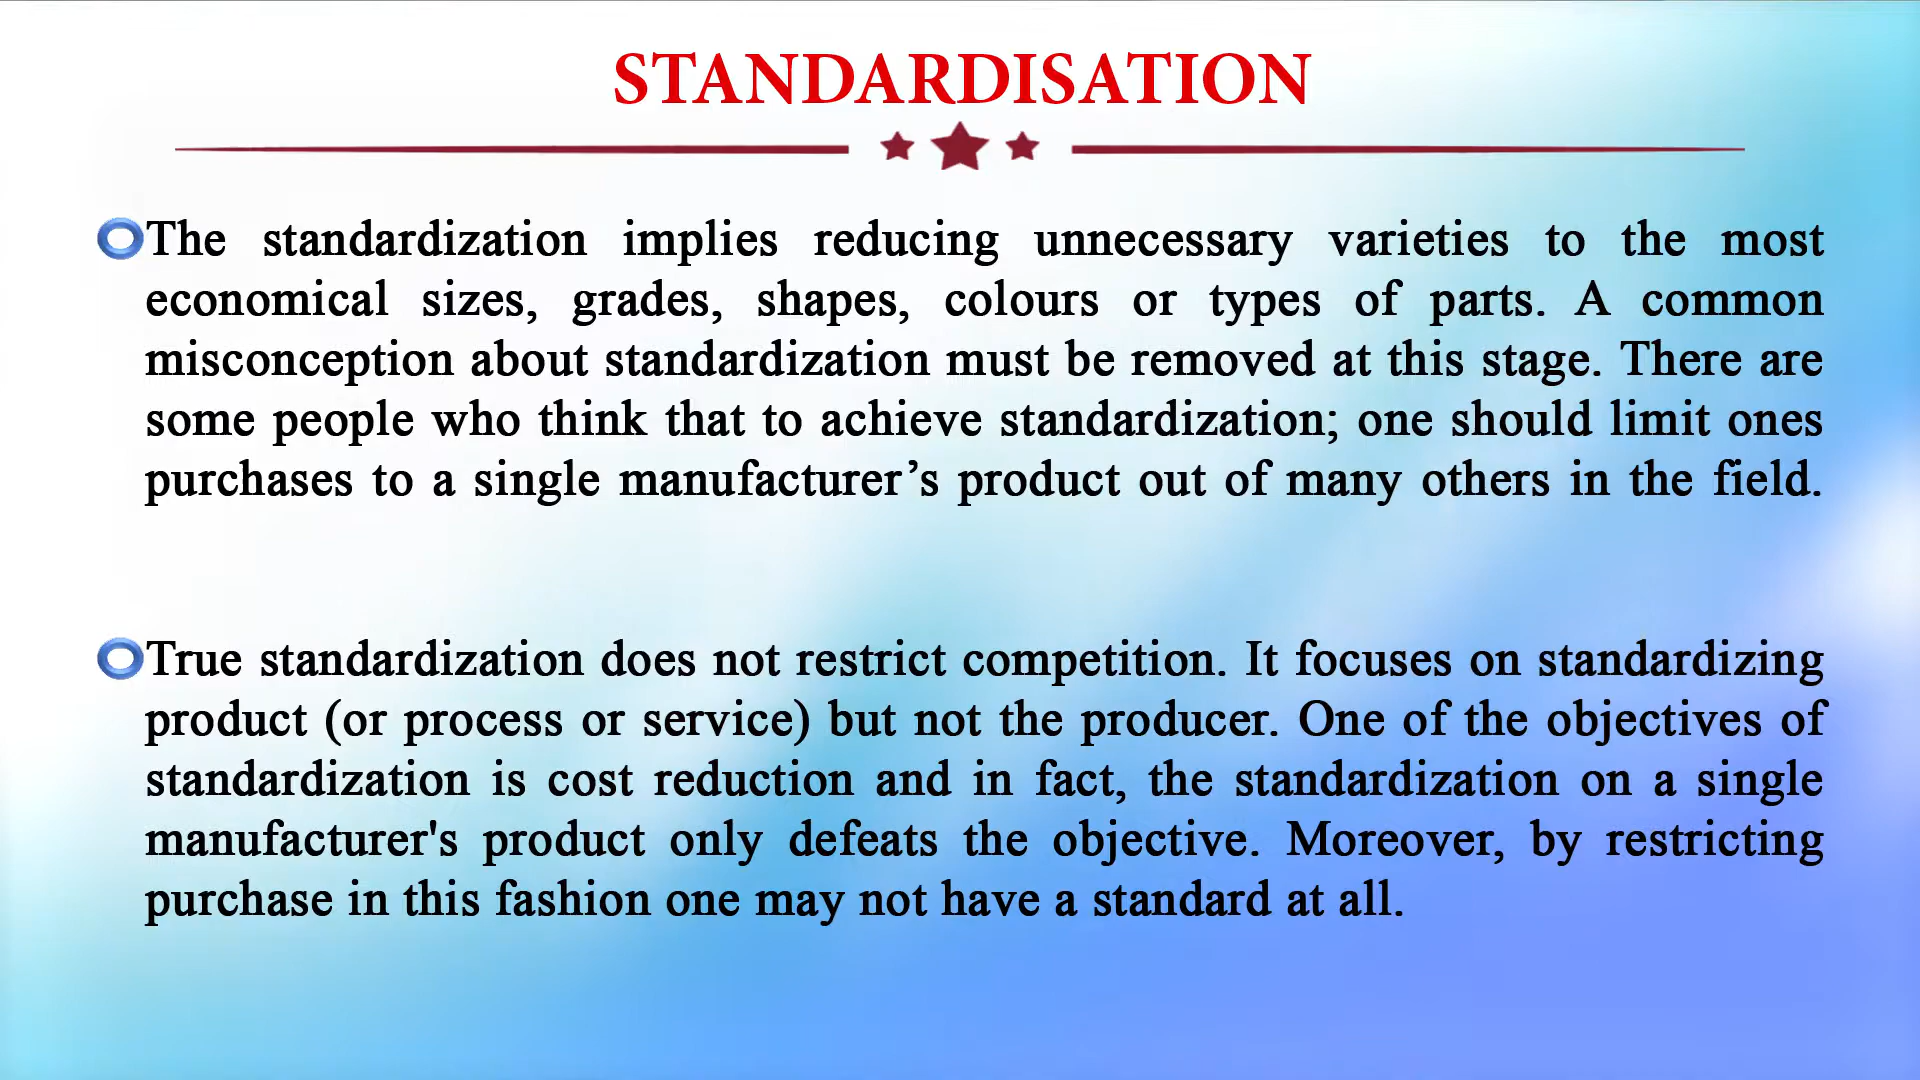 STANDARDISATION
The standardization implies reducing unnecessary varieties to the most
economical sizes, grades, shapes, colours or types of parts. A common
misconception about standardization must be removed at this stage. There are
some people who think that to achieve standardization; one should limit ones
purchases to a single manufacturer’s product out of many others in the field.
True standardization does not restrict competition. It focuses on standardizing
product (or process or service) but not the producer. One of the objectives of
standardization is cost reduction and in fact, the standardization on a single
manufacturer's product only defeats the objective. Moreover, by restricting
purchase in this fashion one may not have a standard at all.